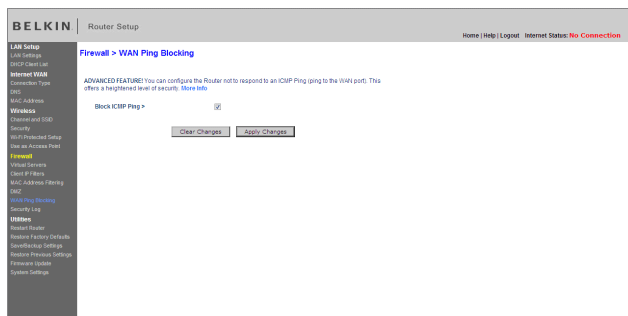 BELKIN. Router Setup
Home | Help | Logout Internet Status: No Connection
LAN Setup
LAN Settings
DHCP Client List
Internet WAN
Connection Type
DNS
MAC Address
Wireless
Channel and SSID
Security
Wi-Fi Protected Setup
Use as Access Point
Firewall
Virtual Servers
Client IP Filters
MAC Address Filtering
DMZ
WAN Ping Blocking
Security Log
Utilities
Restart Router
Restore Factory Defaults
Save/Backup Settings
Restore Previous Settings
Firmware Update
System Settings
Firewall > WAN Ping Blocking
ADVANCED FEATURE! You can configure the Router not to respond to an ICMP Ping (ping to the WAN port). This
offers a heightened level of security. More Info
Block ICMP Ping >
Clear Changes Apply Changes